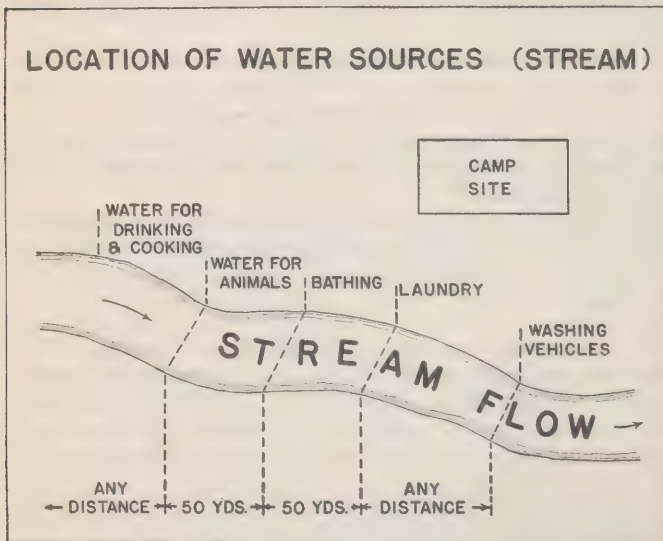 LOCATION OF WATER SOURCES (STREAM)
CAMP
SITE
WATER FOR
DRINKING
& COOKING
WATER FOR
ANIMALS
BATHING
LAUNDRY
WASHING
VEHICLES
STREAM FLOW
ANY
DISTANCE
50 YDS.
50 YDS.
ANY
DISTANCE